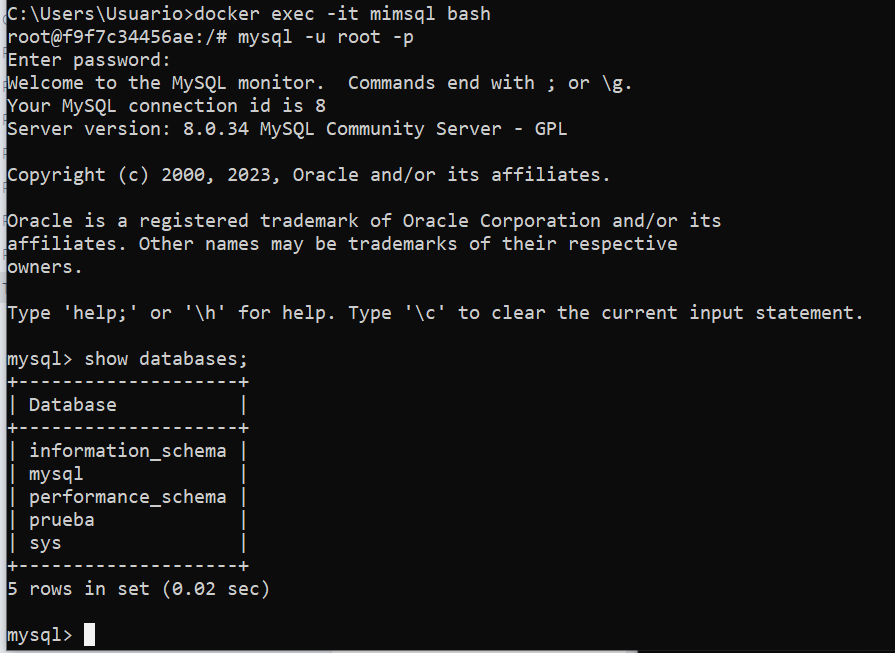 C:\Users\Usuario>docker exec -it mimsql bash
root@f9f7c34456ae:/# mysql -u root -p
Enter password:
Welcome to the MySQL monitor.  Commands end with ; or \g.
Your MySQL connection id is 8
Server version: 8.0.34 MySQL Community Server - GPL

Copyright (c) 2000, 2023, Oracle and/or its affiliates.

Oracle is a registered trademark of Oracle Corporation and/or its
affiliates. Other names may be trademarks of their respective
owners.

Type 'help;' or '\h' for help. Type '\c' to clear the current input statement.

mysql> show databases;
+--------------------+
| Database           |
+--------------------+
| information_schema |
| mysql              |
| performance_schema |
| prueba             |
| sys                |
+--------------------+
5 rows in set (0.02 sec)

mysql>